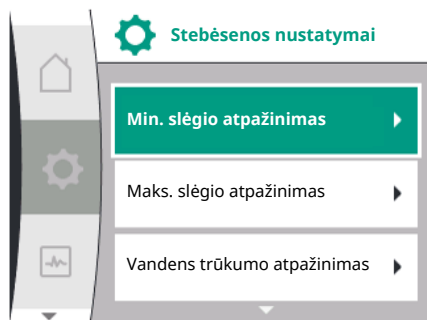 Stebėsenos nustatymai
Min. slėgio atpažinimas
Maks. slėgio atpažinimas
Vandens trūkumo atpažinimas